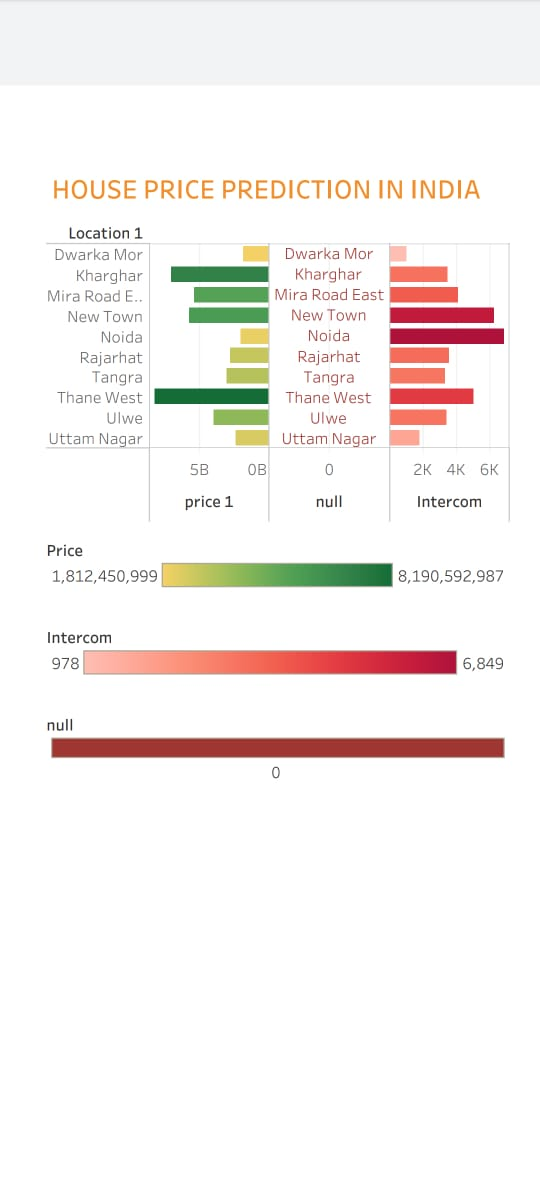 HOUSE PRICE PREDICTION IN INDIA
Location 1
Dwarka Mor Dwarka Mor
Kharghar Kharghar
Mira Road E.. Mira Road East
New Town New Town
Noida Noida
Rajarhat Rajarhat
Tangra Tangra
Thane West Thane West
Ulwe Ulwe
Uttam Nagar Uttam Nagar
5B 0B 0 2K 4K 6K
price 1 null Intercom
Price
1,812,450,999 8,190,592,987
Intercom
978 6,849
null
0